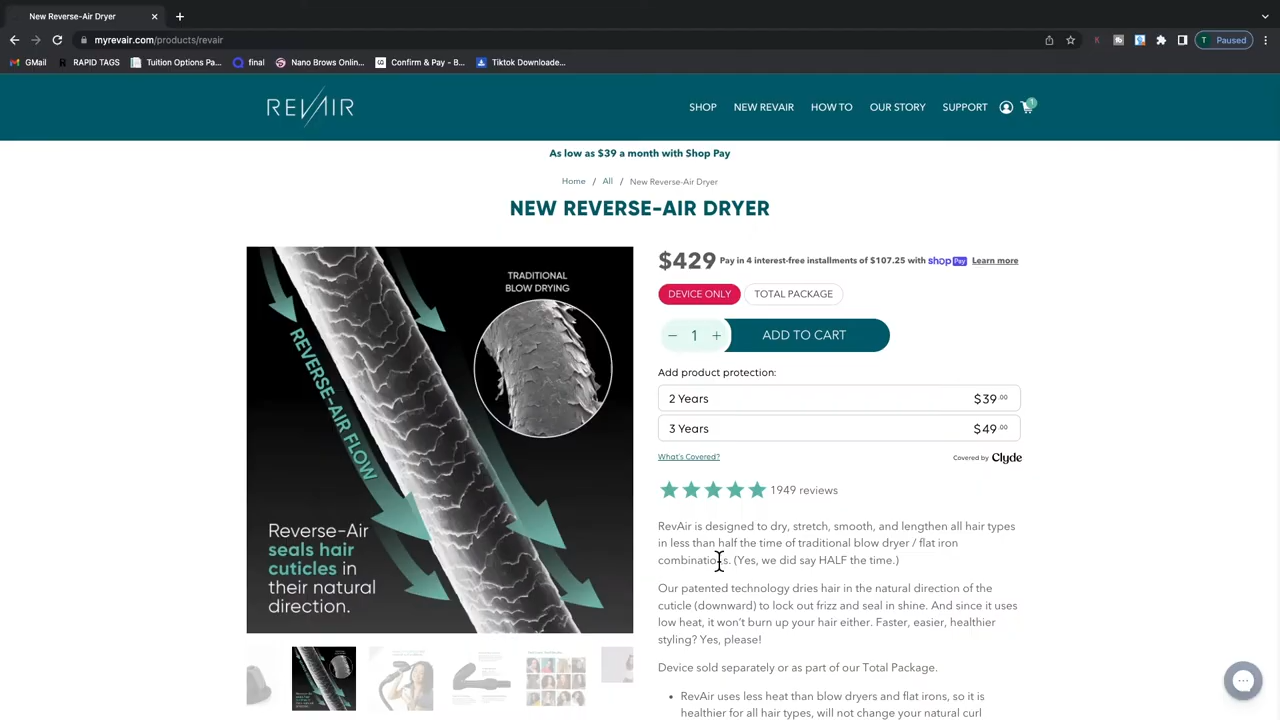 New Reverse-Air Dryer
myrevair.com/products/revair
Paused
GMail
RAPID TAGS
Tuition Options Pa...
final
Nano Brows Onlin...
Confirm & Pay - B...
Tiktok Downloade...
REVAIR
SHOP
NEW REVAIR
HOW TO
OUR STORY
SUPPORT
1
As low as $39 a month with Shop Pay
Home / All / New Reverse-Air Dryer
NEW REVERSE-AIR DRYER
TRADITIONAL
BLOW DRYING
REVERSE-AIR FLOW
Reverse-Air
seals hair
cuticles in
their natural
direction.
$429 Pay in 4 interest-free installments of $107.25 with shop Pay Learn more
DEVICE ONLY
TOTAL PACKAGE
− 1 +
ADD TO CART
Add product protection:
2 Years $39.00
3 Years $49.00
What's Covered?
Covered by Clyde
1949 reviews
RevAir is designed to dry, stretch, smooth, and lengthen all hair types
in less than half the time of traditional blow dryer / flat iron
combinations. (Yes, we did say HALF the time.)
Our patented technology dries hair in the natural direction of the
cuticle (downward) to lock out frizz and seal in shine. And since it uses
low heat, it won't burn up your hair either. Faster, easier, healthier
styling? Yes, please!
Device sold separately or as part of our Total Package.
• RevAir uses less heat than blow dryers and flat irons, so it is
healthier for all hair types, will not change your natural curl